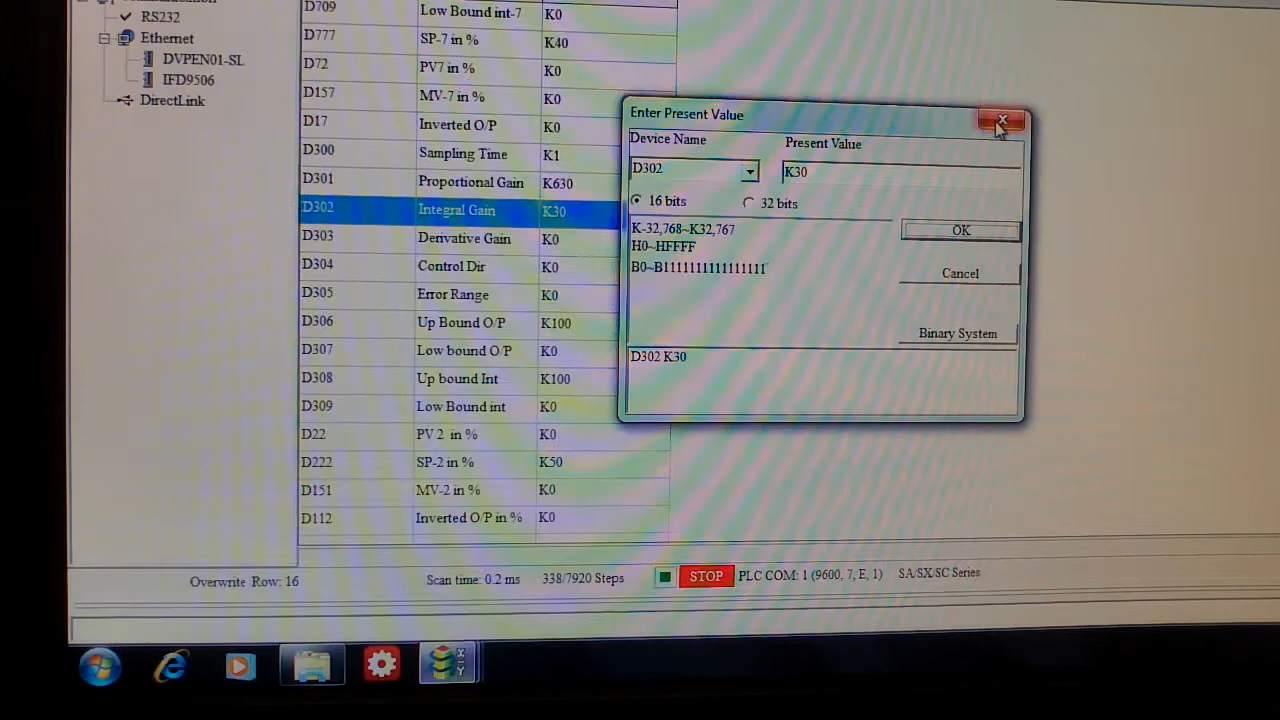 RS232
Ethernet
DVPEN01-SL
IFD9506
DirectLink
D709 Low Bound int-7 K0
D777 SP-7 in % K40
D72 PV7 in % K0
D157 MV-7 in % K0
D17 Inverted O/P K0
D300 Sampling Time K1
D301 Proportional Gain K630
D302 Integral Gain K30
D303 Derivative Gain K0
D304 Control Dir K0
D305 Error Range K0
D306 Up Bound O/P K100
D307 Low bound O/P K0
D308 Up bound Int K100
D309 Low Bound int K0
D22 PV 2 in % K0
D222 SP-2 in % K50
D151 MV-2 in % K0
D112 Inverted O/P in % K0
Enter Present Value
Device Name Present Value
D302 K30
16 bits 32 bits
K-32,768~K32,767
H0~HFFFF
B0~B1111111111111111
OK
Cancel
Binary System
D302 K30
Overwrite Row: 16 Scan time: 0.2 ms 338/7920 Steps STOP PLC COM: 1 (9600, 7, E, 1) SA/SX/SC Series
X
Y